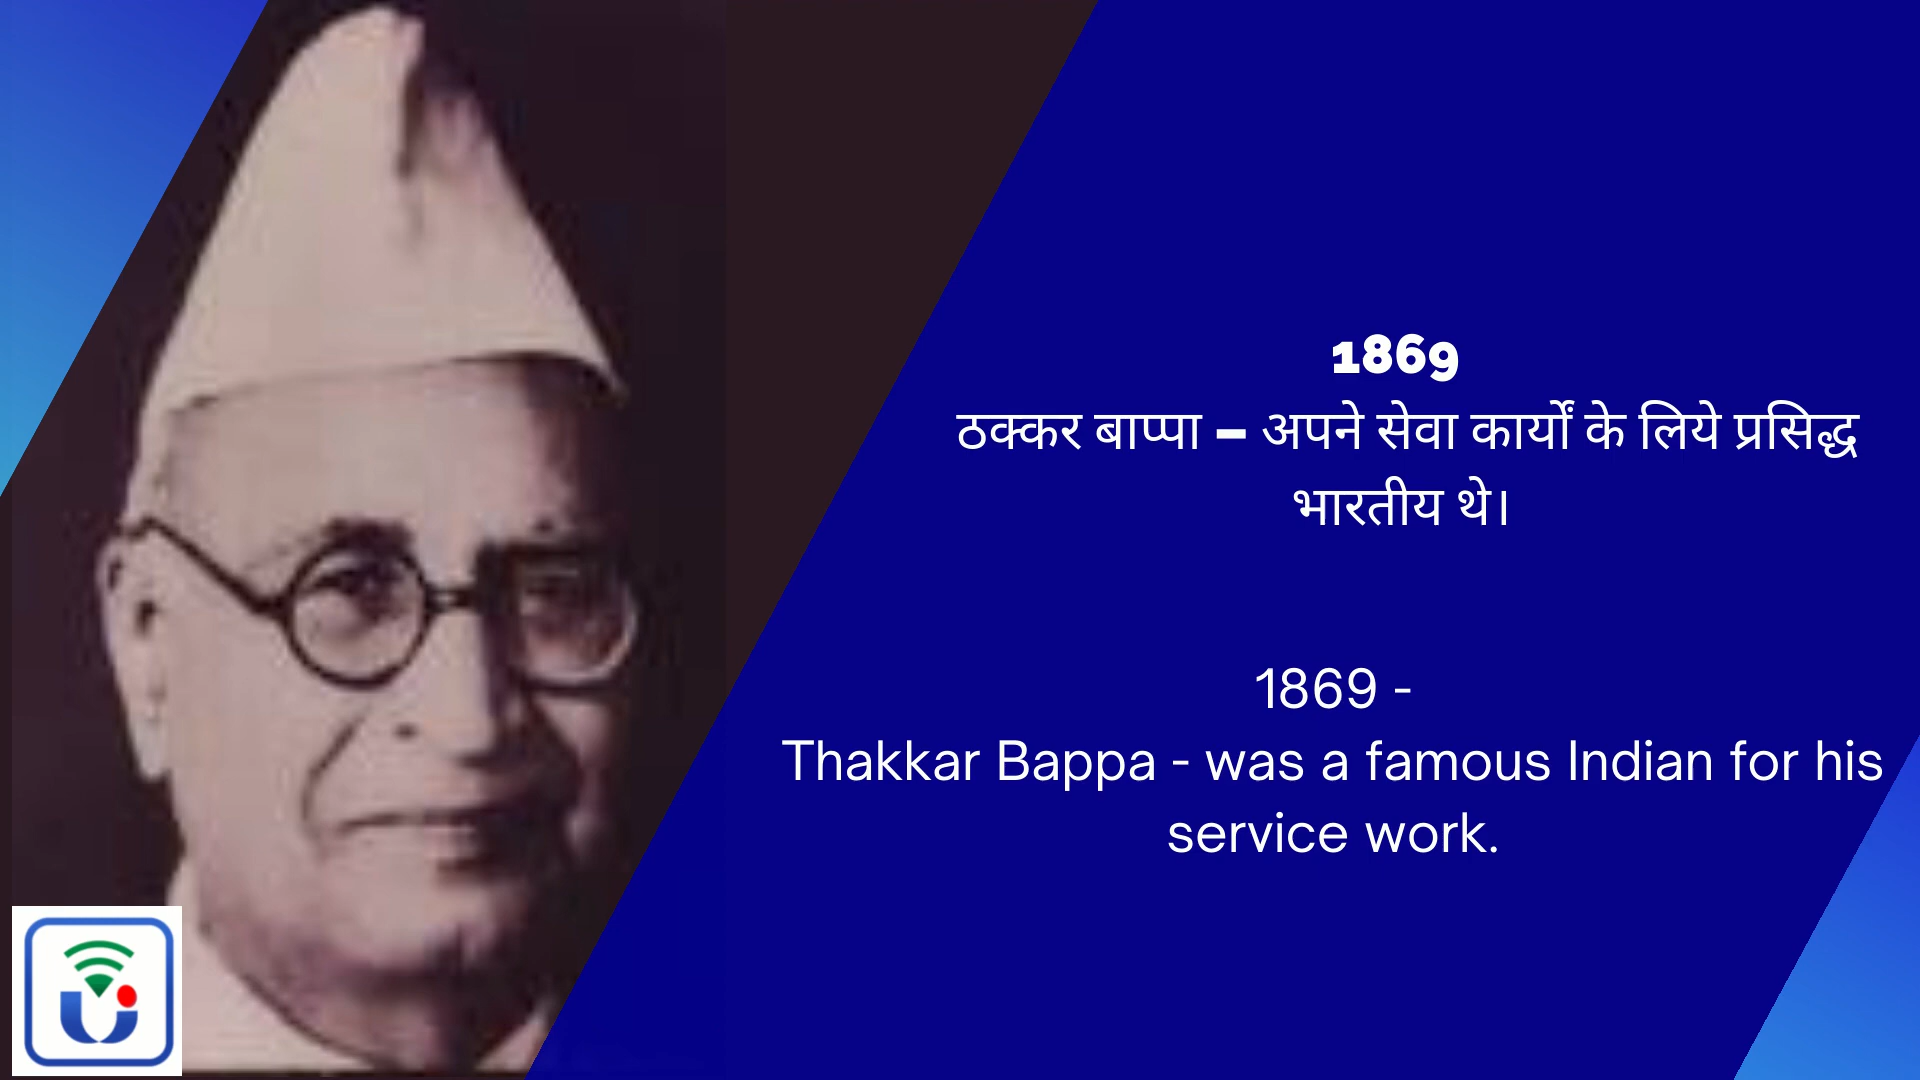 1869
ठक्कर बाप्पा – अपने सेवा कार्यों के लिये प्रसिद्ध
भारतीय थे।
1869 -
Thakkar Bappa - was a famous Indian for his
service work.